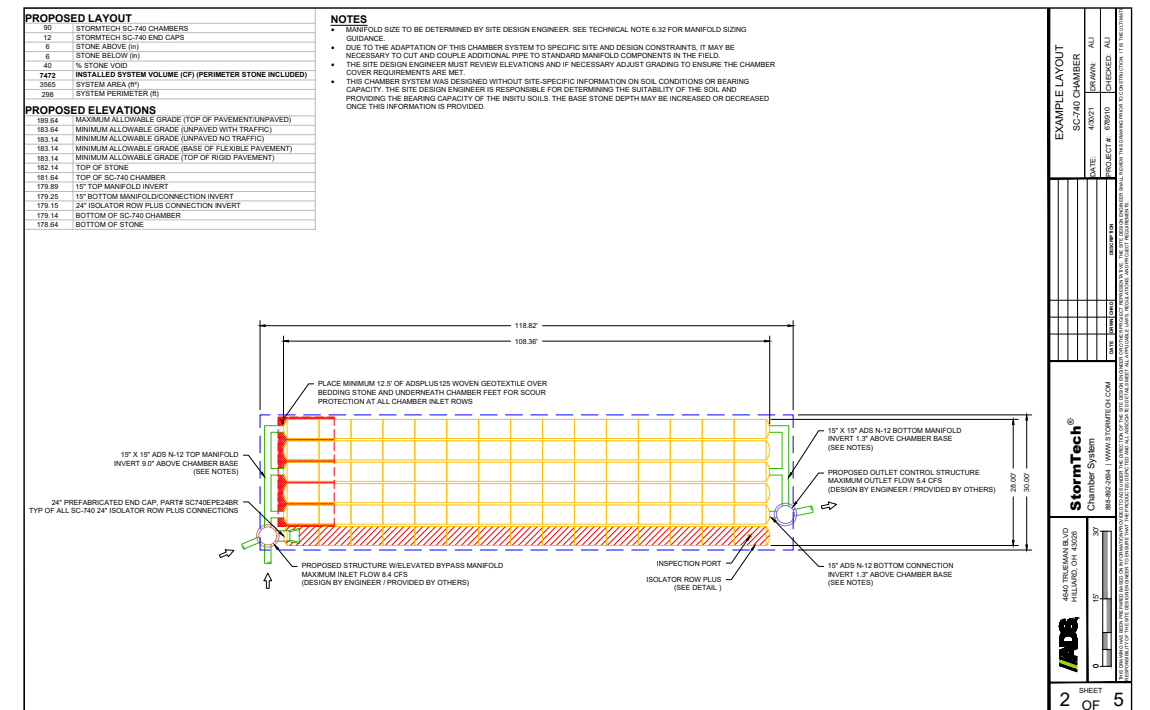 PROPOSED LAYOUT
90 STORMTECH SC-740 CHAMBERS
12 STORMTECH SC-740 END CAPS
6 STONE ABOVE (in)
6 STONE BELOW (in)
40 % STONE VOID
7472 INSTALLED SYSTEM VOLUME (CF) (PERIMETER STONE INCLUDED)
3565 SYSTEM AREA (ft²)
298 SYSTEM PERIMETER (ft)
PROPOSED ELEVATIONS
189.64 MAXIMUM ALLOWABLE GRADE (TOP OF PAVEMENT/UNPAVED)
183.64 MINIMUM ALLOWABLE GRADE (UNPAVED WITH TRAFFIC)
183.14 MINIMUM ALLOWABLE GRADE (UNPAVED NO TRAFFIC)
183.14 MINIMUM ALLOWABLE GRADE (BASE OF FLEXIBLE PAVEMENT)
183.14 MINIMUM ALLOWABLE GRADE (TOP OF RIGID PAVEMENT)
182.14 TOP OF STONE
181.64 TOP OF SC-740 CHAMBER
179.89 15" TOP MANIFOLD INVERT
179.25 15" BOTTOM MANIFOLD/CONNECTION INVERT
179.15 24" ISOLATOR ROW PLUS CONNECTION INVERT
179.14 BOTTOM OF SC-740 CHAMBER
178.64 BOTTOM OF STONE
NOTES
• MANIFOLD SIZE TO BE DETERMINED BY SITE DESIGN ENGINEER. SEE TECHNICAL NOTE 6.32 FOR MANIFOLD SIZING
GUIDANCE.
• DUE TO THE ADAPTATION OF THIS CHAMBER SYSTEM TO SPECIFIC SITE AND DESIGN CONSTRAINTS, IT MAY BE
NECESSARY TO CUT AND COUPLE ADDITIONAL PIPE TO STANDARD MANIFOLD COMPONENTS IN THE FIELD.
• THE SITE DESIGN ENGINEER MUST REVIEW ELEVATIONS AND IF NECESSARY ADJUST GRADING TO ENSURE THE CHAMBER
COVER REQUIREMENTS ARE MET.
• THIS CHAMBER SYSTEM WAS DESIGNED WITHOUT SITE-SPECIFIC INFORMATION ON SOIL CONDITIONS OR BEARING
CAPACITY. THE SITE DESIGN ENGINEER IS RESPONSIBLE FOR DETERMINING THE SUITABILITY OF THE SOIL AND
PROVIDING THE BEARING CAPACITY OF THE INSITU SOILS. THE BASE STONE DEPTH MAY BE INCREASED OR DECREASED
ONCE THIS INFORMATION IS PROVIDED.
118.82'
108.36'
PLACE MINIMUM 12.5' OF ADSPLUS125 WOVEN GEOTEXTILE OVER
BEDDING STONE AND UNDERNEATH CHAMBER FEET FOR SCOUR
PROTECTION AT ALL CHAMBER INLET ROWS
15" X 15" ADS N-12 TOP MANIFOLD
INVERT 9.0" ABOVE CHAMBER BASE
(SEE NOTES)
24" PREFABRICATED END CAP, PART# SC740EPE24BR
TYP OF ALL SC-740 24" ISOLATOR ROW PLUS CONNECTIONS
PROPOSED STRUCTURE W/ELEVATED BYPASS MANIFOLD
MAXIMUM INLET FLOW 8.4 CFS
(DESIGN BY ENGINEER / PROVIDED BY OTHERS)
INSPECTION PORT
ISOLATOR ROW PLUS
(SEE DETAIL )
15" X 15" ADS N-12 BOTTOM MANIFOLD
INVERT 1.3" ABOVE CHAMBER BASE
(SEE NOTES)
PROPOSED OUTLET CONTROL STRUCTURE
MAXIMUM OUTLET FLOW 5.4 CFS
(DESIGN BY ENGINEER / PROVIDED BY OTHERS)
15" ADS N-12 BOTTOM CONNECTION
INVERT 1.3" ABOVE CHAMBER BASE
(SEE NOTES)
28.00'
30.00'
EXAMPLE LAYOUT
SC-740 CHAMBER
DATE: 4/30/21 DRAWN: ALI
PROJECT #: 678910 CHECKED: ALI
DATE DRWN CHKD DESCRIPTION
StormTech®
Chamber System
888-892-2694 | WWW.STORMTECH.COM
4640 TRUEMAN BLVD
HILLIARD, OH 43026
ADS
0 15' 30'
SHEET
2 OF 5